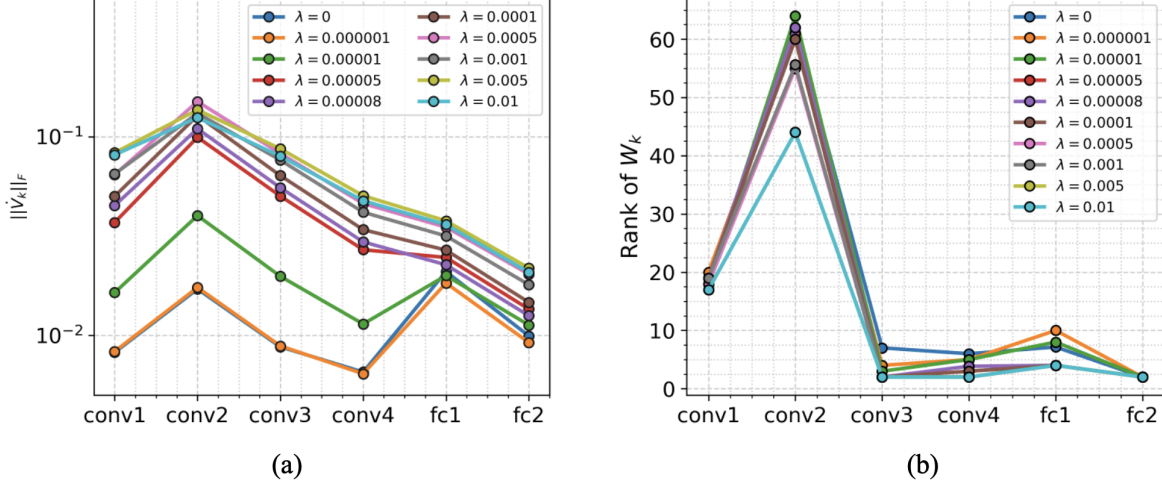 λ = 0
λ = 0.000001
λ = 0.00001
λ = 0.00005
λ = 0.00008
λ = 0.0001
λ = 0.0005
λ = 0.001
λ = 0.005
λ = 0.01
10⁻¹
10⁻²
||V̇ₖ||_F
conv1 conv2 conv3 conv4 fc1 fc2
(a)
λ = 0
λ = 0.000001
λ = 0.00001
λ = 0.00005
λ = 0.00008
λ = 0.0001
λ = 0.0005
λ = 0.001
λ = 0.005
λ = 0.01
60
50
40
30
20
10
0
Rank of Wₖ
conv1 conv2 conv3 conv4 fc1 fc2
(b)